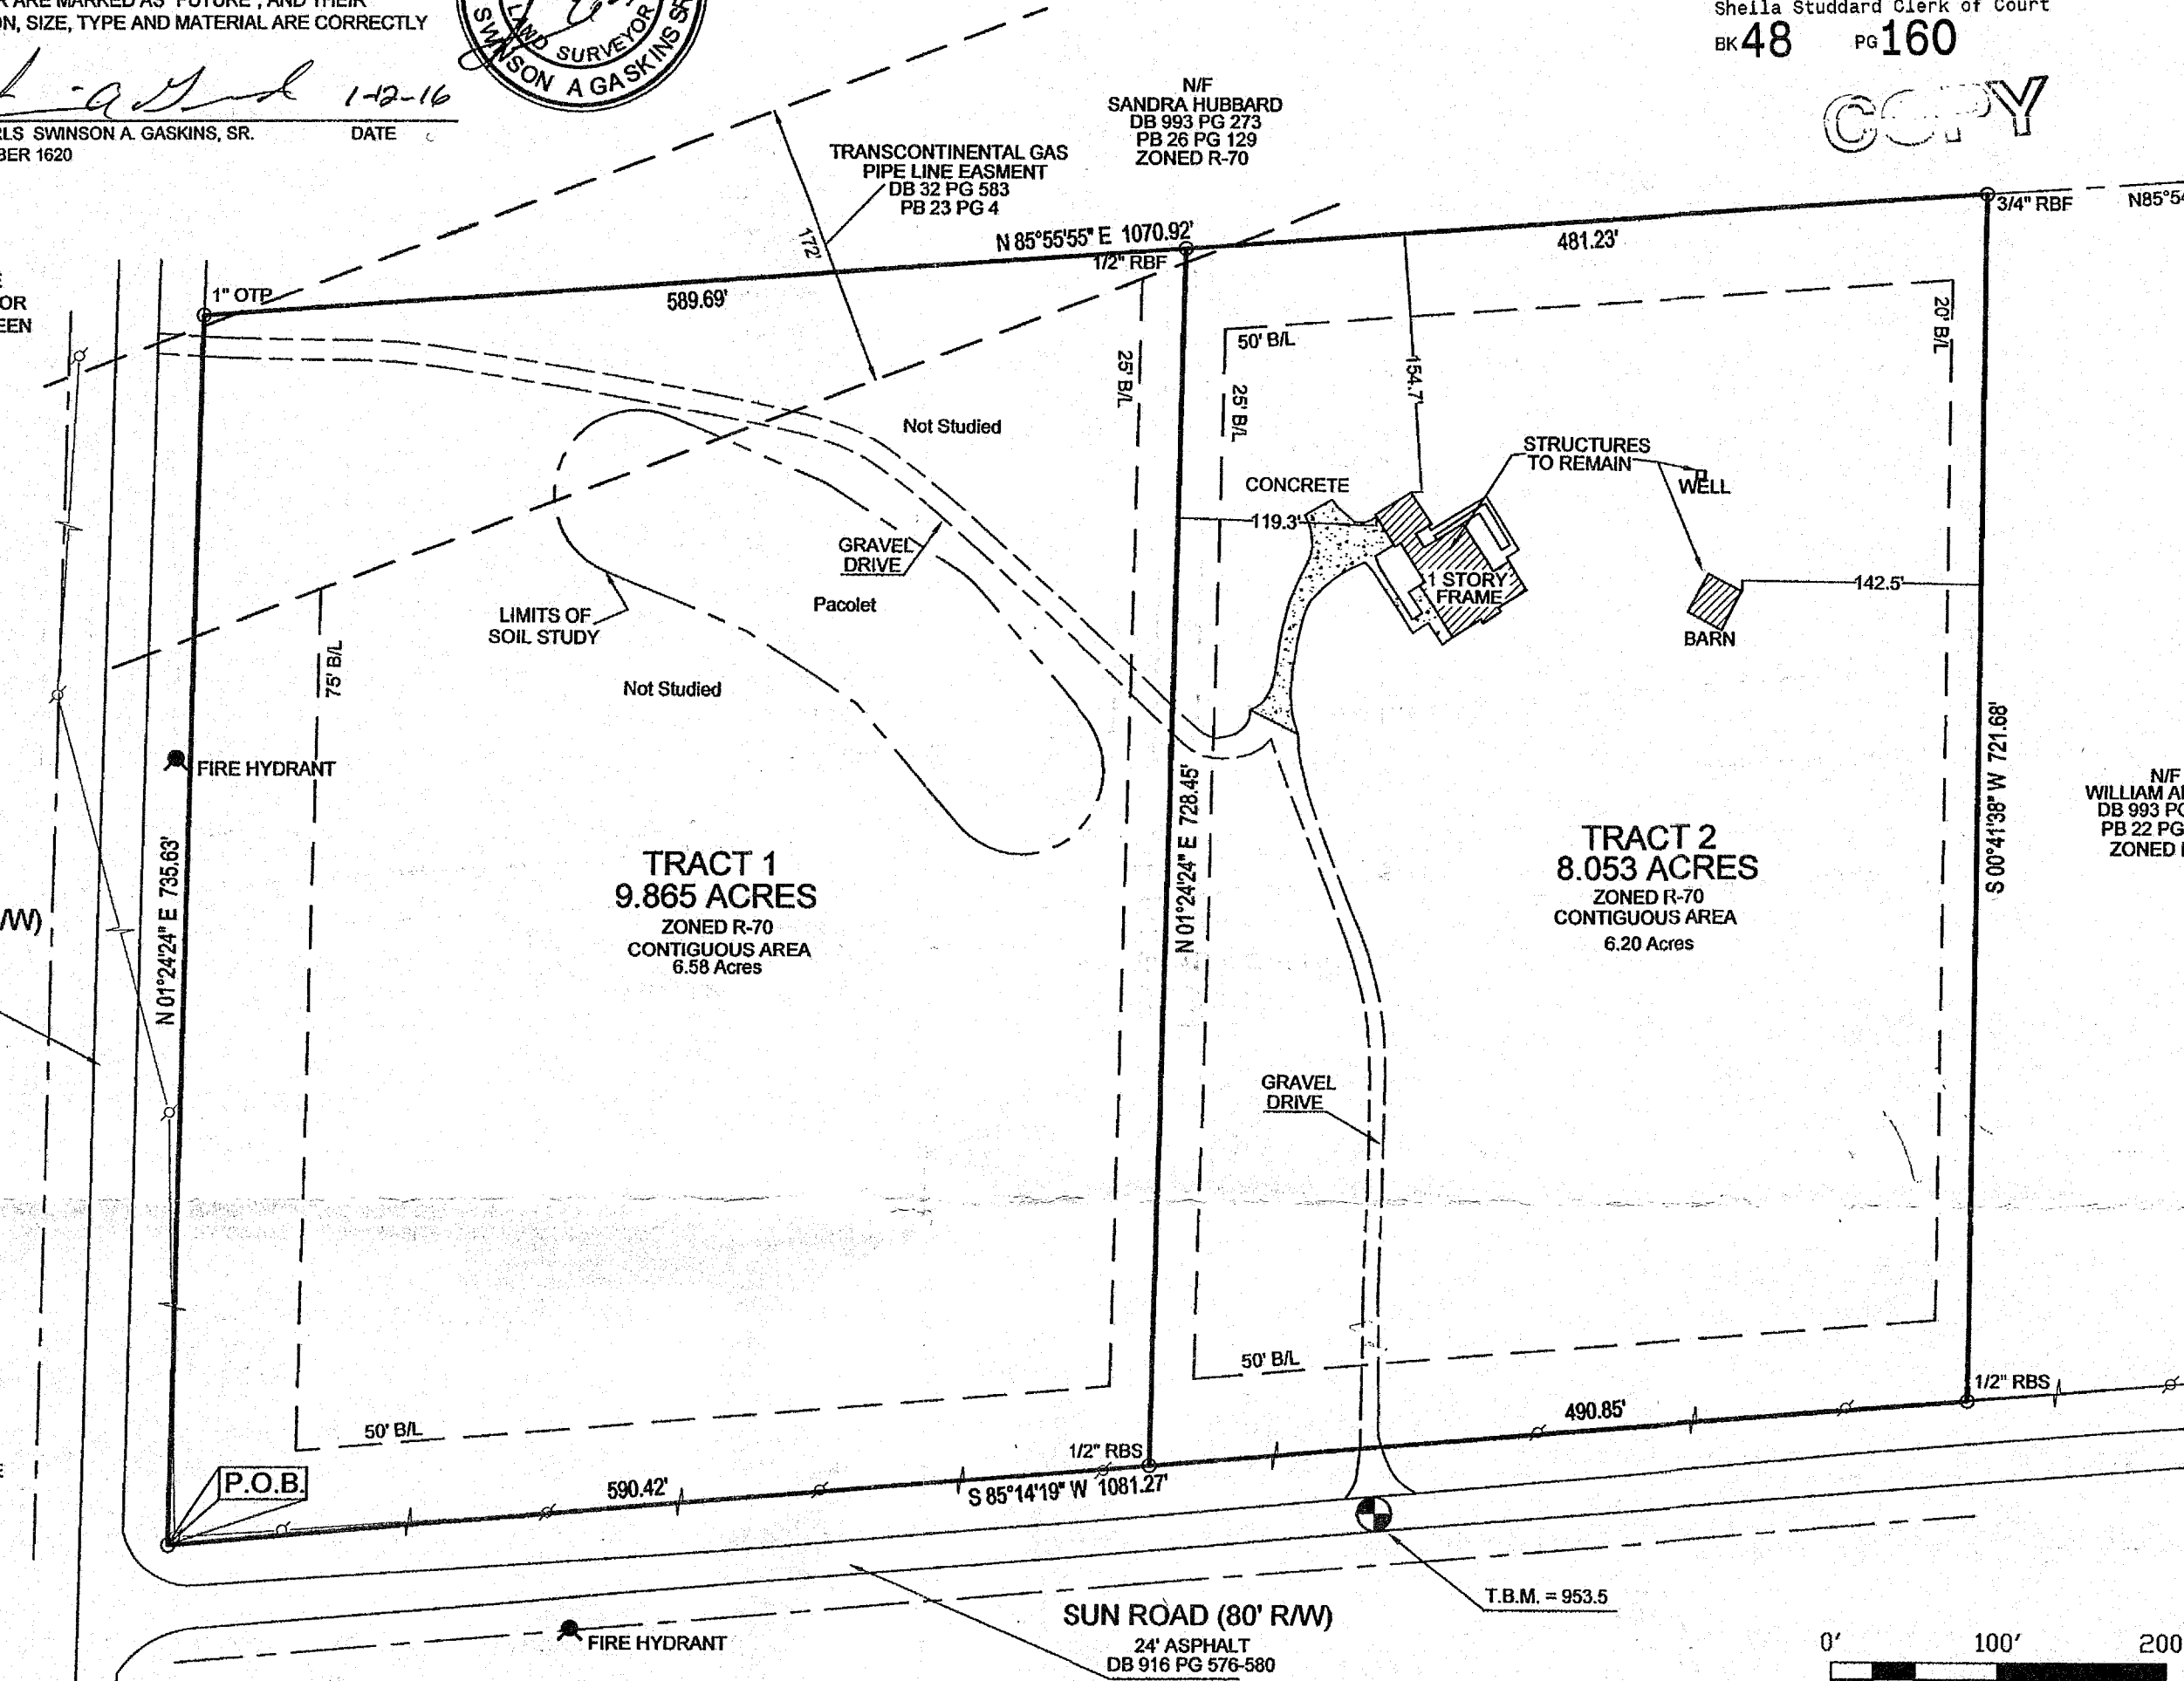 ARE MARKED AS "FUTURE", AND THEIR
SIZE, TYPE AND MATERIAL ARE CORRECTLY
1-12-16
SWINSON A. GASKINS, SR.
DATE
1620
LAND SURVEYOR
SWINSON A GASKINS SR
Sheila Studdard Clerk of Court
BK 48 PG 160
COPY
N/F
SANDRA HUBBARD
DB 993 PG 273
PB 26 PG 129
ZONED R-70
TRANSCONTINENTAL GAS
PIPE LINE EASMENT
DB 32 PG 583
PB 23 PG 4
172'
N 85°55'55" E 1070.92'
1/2" RBF
481.23'
3/4" RBF
N85°54
1" OTP
589.69'
OR
EEN
50' B/L
20' B/L
25' B/L
25' B/L
154.7'
Not Studied
STRUCTURES
TO REMAIN
WELL
CONCRETE
119.3'
GRAVEL
DRIVE
1 STORY
FRAME
142.5'
BARN
Pacolet
LIMITS OF
SOIL STUDY
75' B/L
Not Studied
FIRE HYDRANT
N 01°24'24" E 735.63'
N 01°24'24" E 728.45'
S 00°41'38" W 721.68'
N/F
WILLIAM
DB 993
PB 22 PG
ZONED
TRACT 1
9.865 ACRES
ZONED R-70
CONTIGUOUS AREA
6.58 Acres
TRACT 2
8.053 ACRES
ZONED R-70
CONTIGUOUS AREA
6.20 Acres
/W)
GRAVEL
DRIVE
50' B/L
1/2" RBS
490.85'
50' B/L
1/2" RBS
P.O.B.
590.42'
S 85°14'19" W 1081.27'
T.B.M. = 953.5
SUN ROAD (80' R/W)
24' ASPHALT
DB 916 PG 576-580
FIRE HYDRANT
0' 100' 200